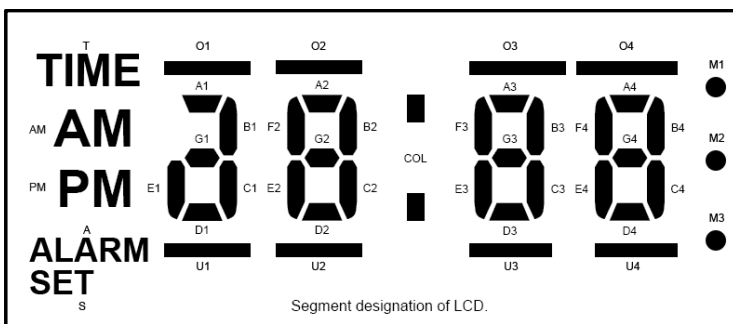 T O1 O2 O3 O4
TIME M1
A1 A2 A3 A4
AM AM B1 F2 B2 F3 B3 F4 B4
G1 G2 G3 G4 M2
COL
PM PM E1 C1 E2 C2 E3 C3 E4 C4
A D1 D2 D3 D4 M3
ALARM
U1 U2 U3 U4
SET
S
Segment designation of LCD.